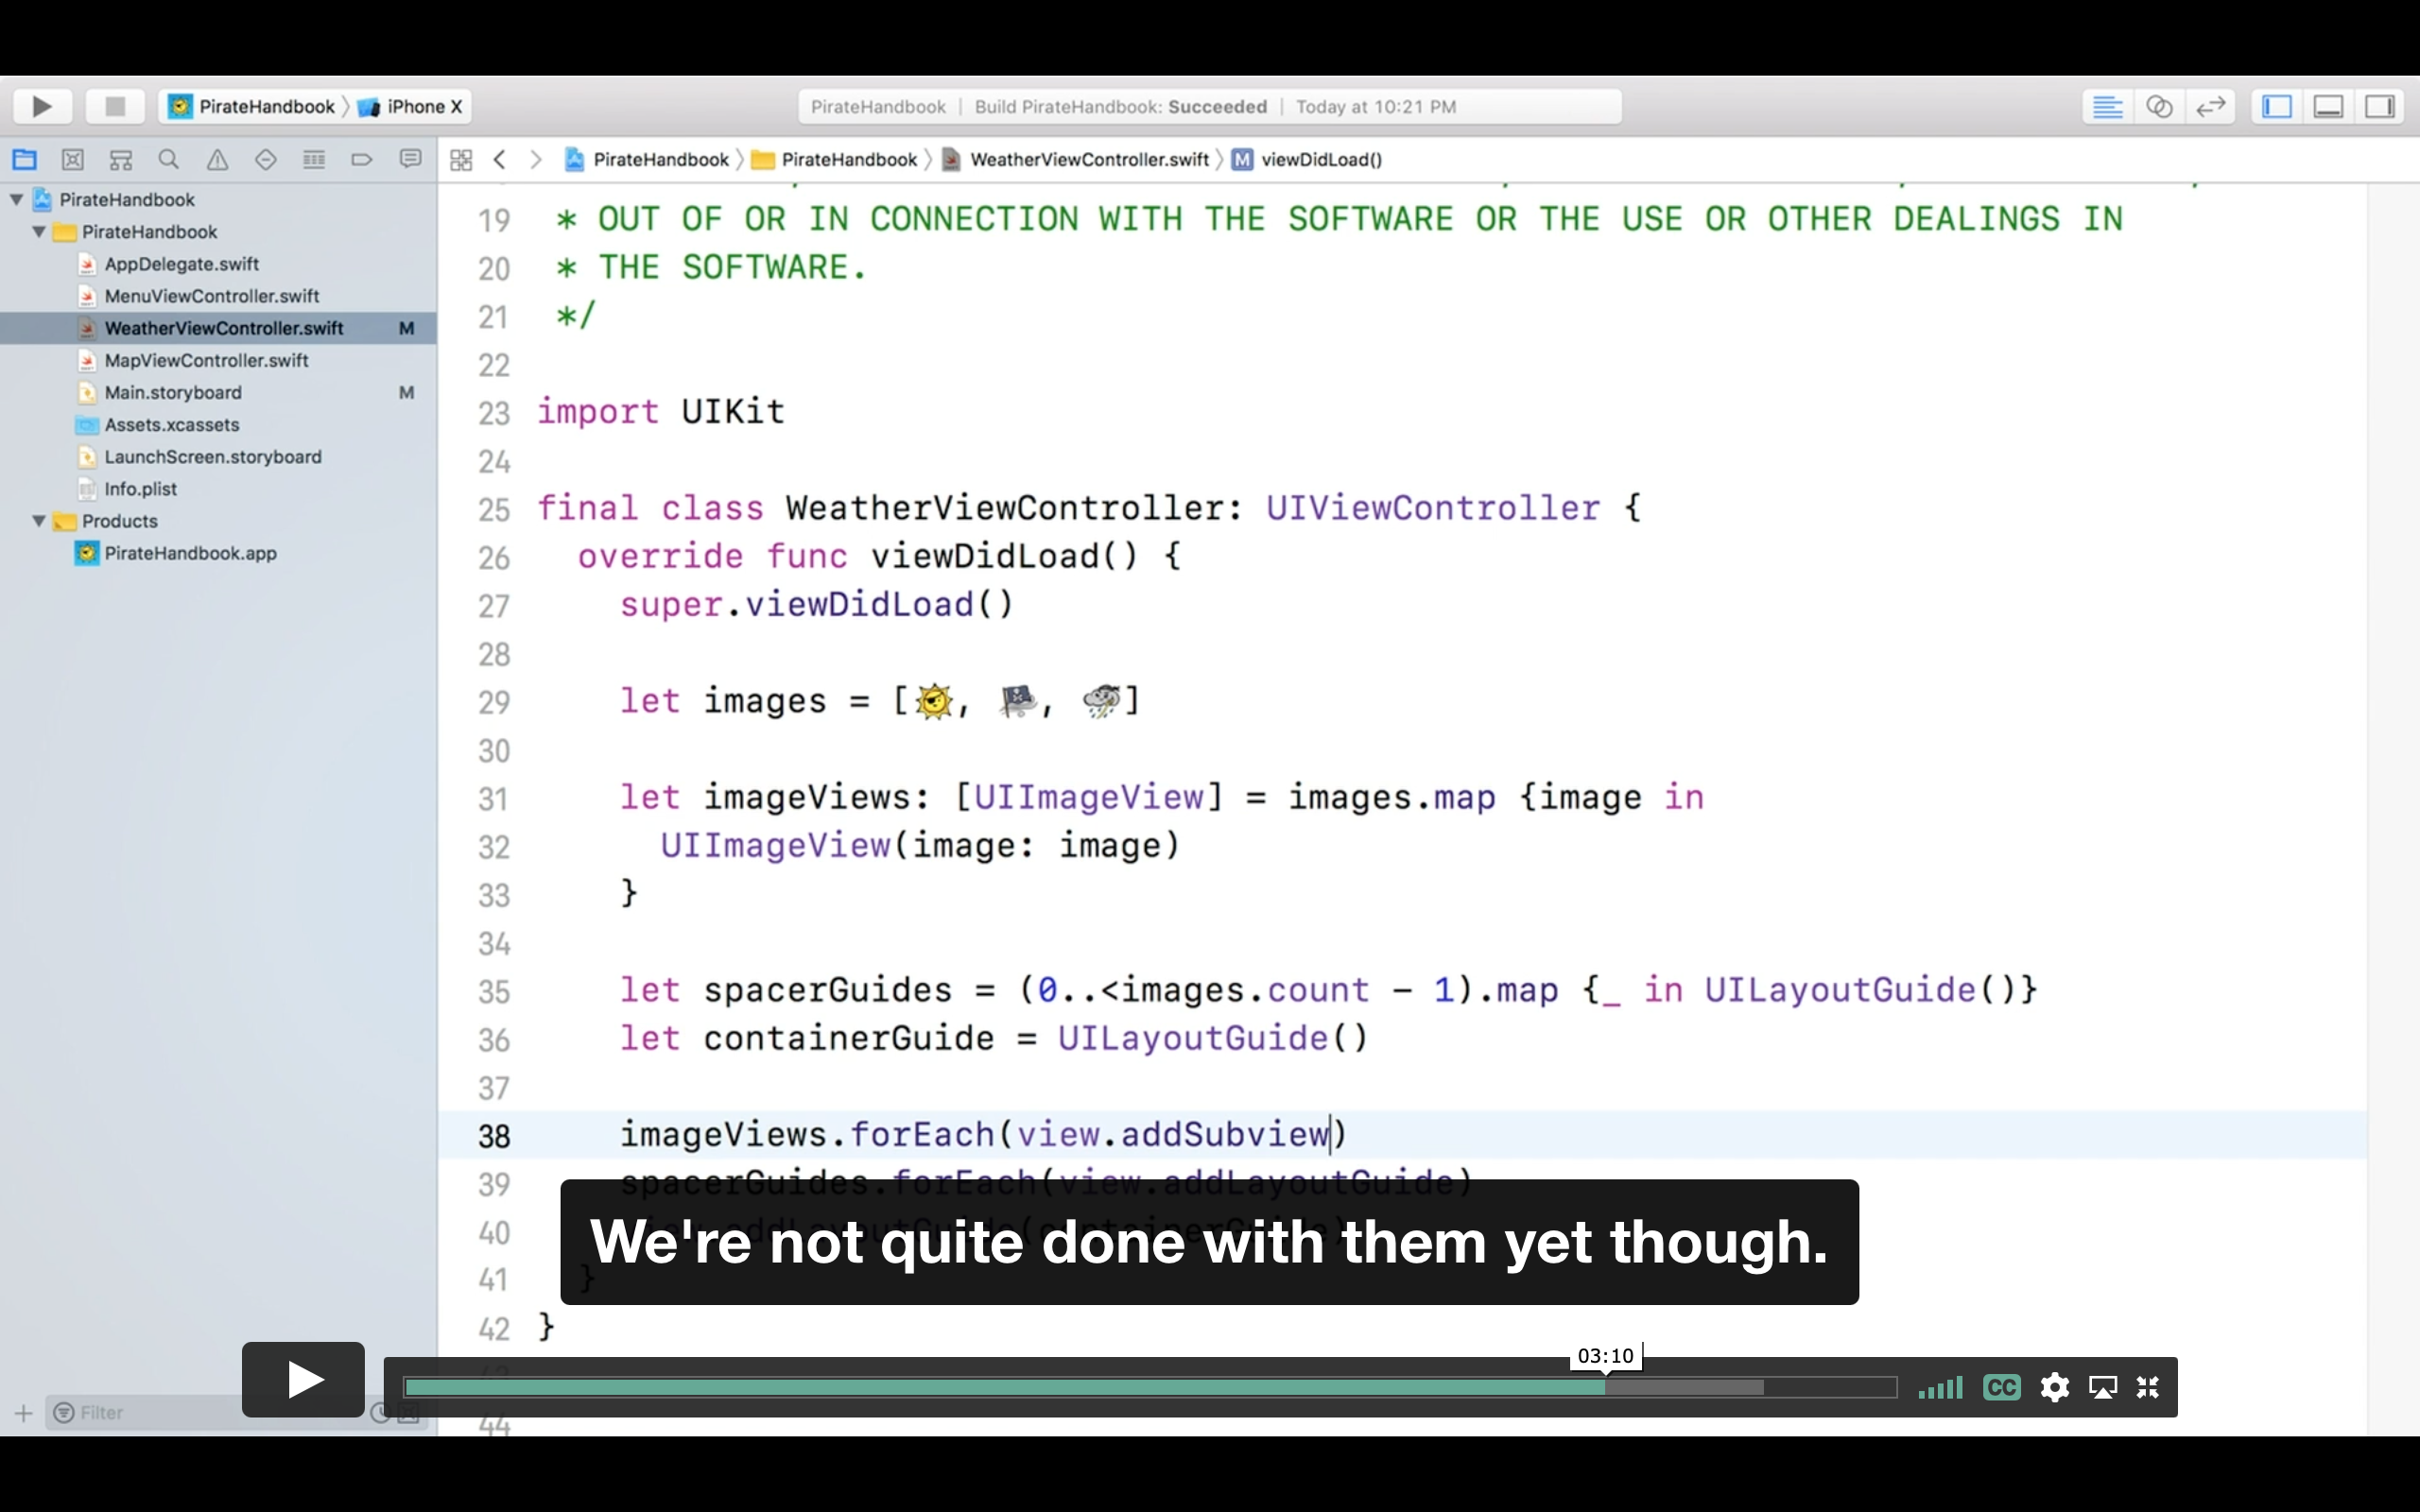 PirateHandbook
iPhone X
PirateHandbook | Build PirateHandbook: Succeeded | Today at 10:21 PM
PirateHandbook
PirateHandbook
WeatherViewController.swift
M
viewDidLoad()
PirateHandbook
PirateHandbook
AppDelegate.swift
MenuViewController.swift
WeatherViewController.swift M
MapViewController.swift
Main.storyboard M
Assets.xcassets
LaunchScreen.storyboard
Info.plist
Products
PirateHandbook.app
Filter
19 * OUT OF OR IN CONNECTION WITH THE SOFTWARE OR THE USE OR OTHER DEALINGS IN
20 * THE SOFTWARE.
21 */
22
23 import UIKit
24
25 final class WeatherViewController: UIViewController {
26 override func viewDidLoad() {
27 super.viewDidLoad()
28
29 let images = [, , ]
30
31 let imageViews: [UIImageView] = images.map {image in
32 UIImageView(image: image)
33 }
34
35 let spacerGuides = (0..<images.count - 1).map {_ in UILayoutGuide()}
36 let containerGuide = UILayoutGuide()
37
38 imageViews.forEach(view.addSubview)
39 spacerGuides.forEach(view.addLayoutGuide)
40
41 }
42 }
44
We're not quite done with them yet though.
03:10
CC